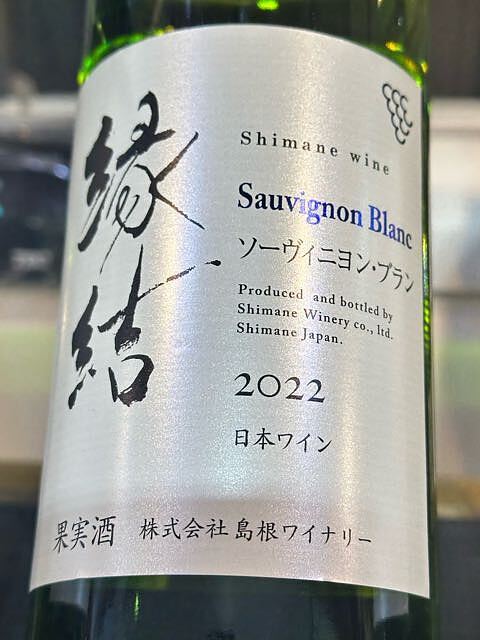 縁結
Shimane wine
Sauvignon Blanc
ソーヴィニヨン・ブラン
Produced and bottled by
Shimane Winery co., ltd.
Shimane Japan.
2022
日本ワイン
果実酒 株式会社 島根ワイナリー